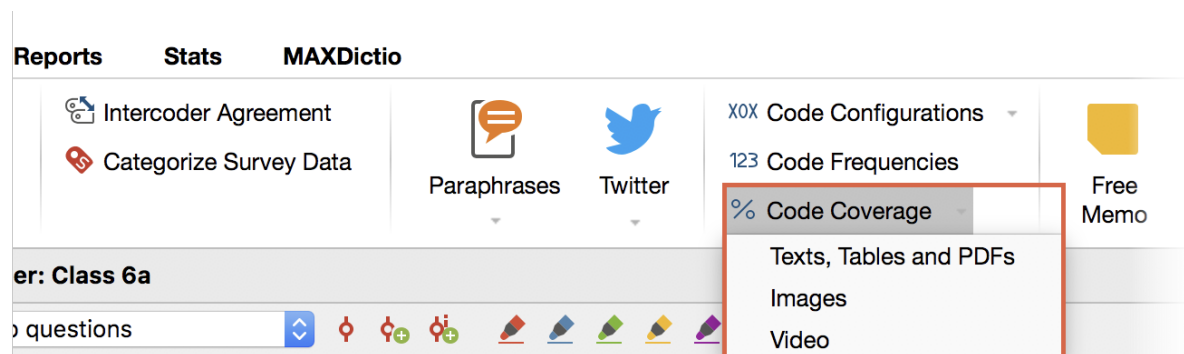 Reports Stats MAXDictio
Intercoder Agreement
Categorize Survey Data
Paraphrases
Twitter
XOX Code Configurations
123 Code Frequencies
% Code Coverage
Texts, Tables and PDFs
Images
Video
Free
Memo
er: Class 6a
questions